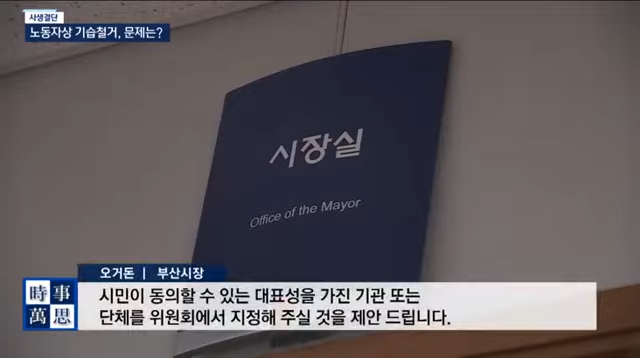 사생결단
노동자상 기습철거, 문제는?
시장실
Office of the Mayor
오거돈 | 부산시장
時事
萬思
시민이 동의할 수 있는 대표성을 가진 기관 또는
단체를 위원회에서 지정해 주실 것을 제안 드립니다.